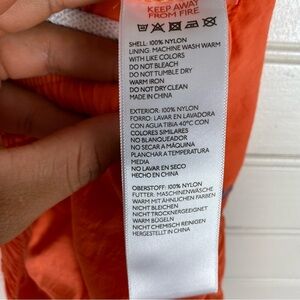 KEEP AWAY
FROM FIRE
SHELL: 100% NYLON
LINING: MACHINE WASH WARM
WITH LIKE COLORS
DO NOT BLEACH
DO NOT TUMBLE DRY
WARM IRON
DO NOT DRY CLEAN
MADE IN CHINA
EXTERIOR: 100% NYLON
FORRO: LAVAR EN LAVADORA
CON AGUA TIBIA 40°C CON
COLORES SIMILARES
NO BLANQUEADOR
NO SECAR A MÁQUINA
PLANCHAR A TEMPERATURA
MEDIA
NO LAVAR EN SECO
HECHO EN CHINA
OBERSTOFF: 100% NYLON
FUTTER: MASCHINENWÄSCHE
WARM MIT ÄHNLICHEN FARBEN
NICHT BLEICHEN
NICHT TROCKNERGEEIGNET
WARM BÜGELN
NICHT CHEMISCH REINIGEN
HERGESTELLT IN CHINA